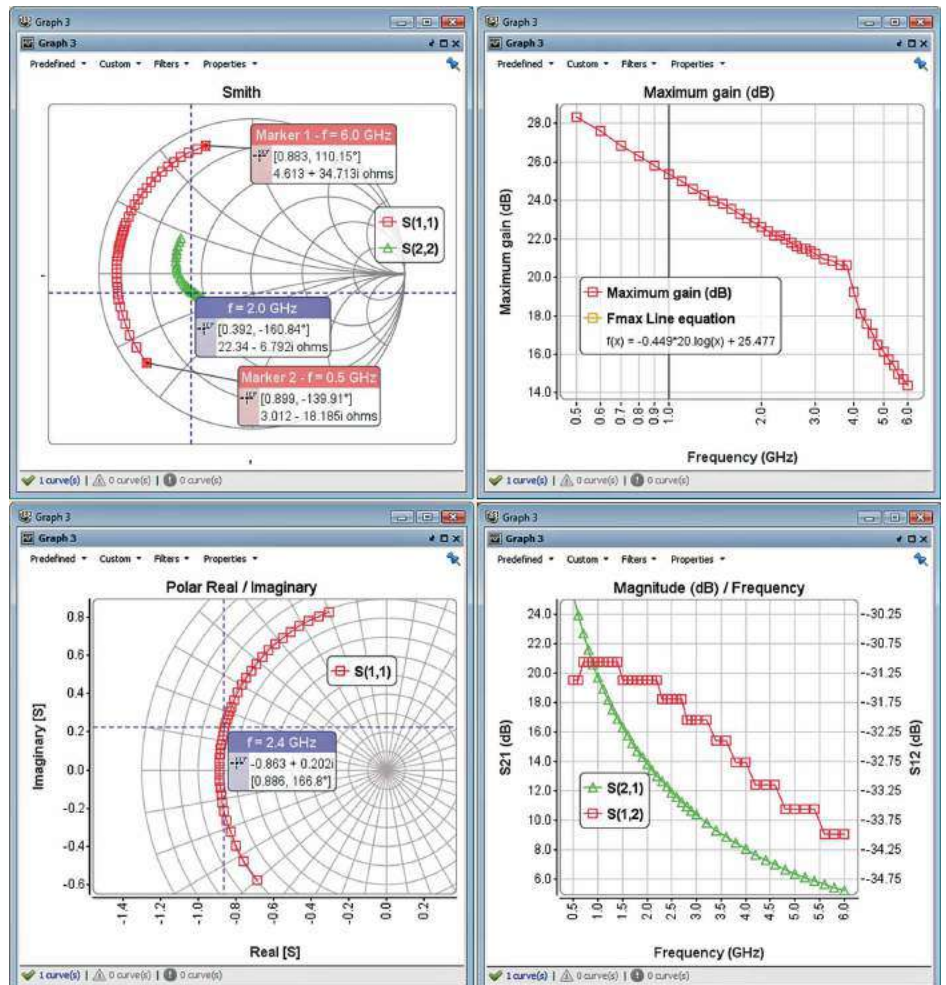 Graph 3
Graph 3
Predefined Custom Filters Properties
Smith
Marker 1 - f = 6.0 GHz
[0.883, 110.15°]
4.613 + 34.713i ohms
S(1,1)
S(2,2)
f = 2.0 GHz
[0.392, -160.84°]
22.34 - 6.792i ohms
Marker 2 - f = 0.5 GHz
[0.899, -139.91°]
3.012 - 18.185i ohms
1 curve(s) | 0 curve(s) | 0 curve(s)
Graph 3
Graph 3
Predefined Custom Filters Properties
Maximum gain (dB)
Maximum gain (dB)
28.0
26.0
24.0
22.0
20.0
18.0
16.0
14.0
Maximum gain (dB)
Fmax Line equation
f(x) = -0.449*20.log(x) + 25.477
0.5 0.6 0.7 0.8 0.9 1.0 2.0 3.0 4.0 5.0 6.0
Frequency (GHz)
1 curve(s) | 0 curve(s) | 0 curve(s)
Graph 3
Graph 3
Predefined Custom Filters Properties
Polar Real / Imaginary
Imaginary [S]
0.8
0.6
0.4
0.2
0.0
-0.2
-0.4
-0.6
S(1,1)
f = 2.4 GHz
-0.863 + 0.202i
[0.886, 166.8°]
-1.4 -1.2 -1.0 -0.8 -0.6 -0.4 -0.2 0.0 0.2
Real [S]
1 curve(s) | 0 curve(s) | 0 curve(s)
Graph 3
Graph 3
Predefined Custom Filters Properties
Magnitude (dB) / Frequency
S21 (dB)
24.0
22.0
20.0
18.0
16.0
14.0
12.0
10.0
8.0
6.0
S(2,1)
S(1,2)
-30.25
-30.75
-31.25
-31.75
-32.25
-32.75
-33.25
-33.75
-34.25
-34.75
S12 (dB)
0.5 1.0 1.5 2.0 2.5 3.0 3.5 4.0 4.5 5.0 5.5 6.0
Frequency (GHz)
1 curve(s) | 0 curve(s) | 0 curve(s)